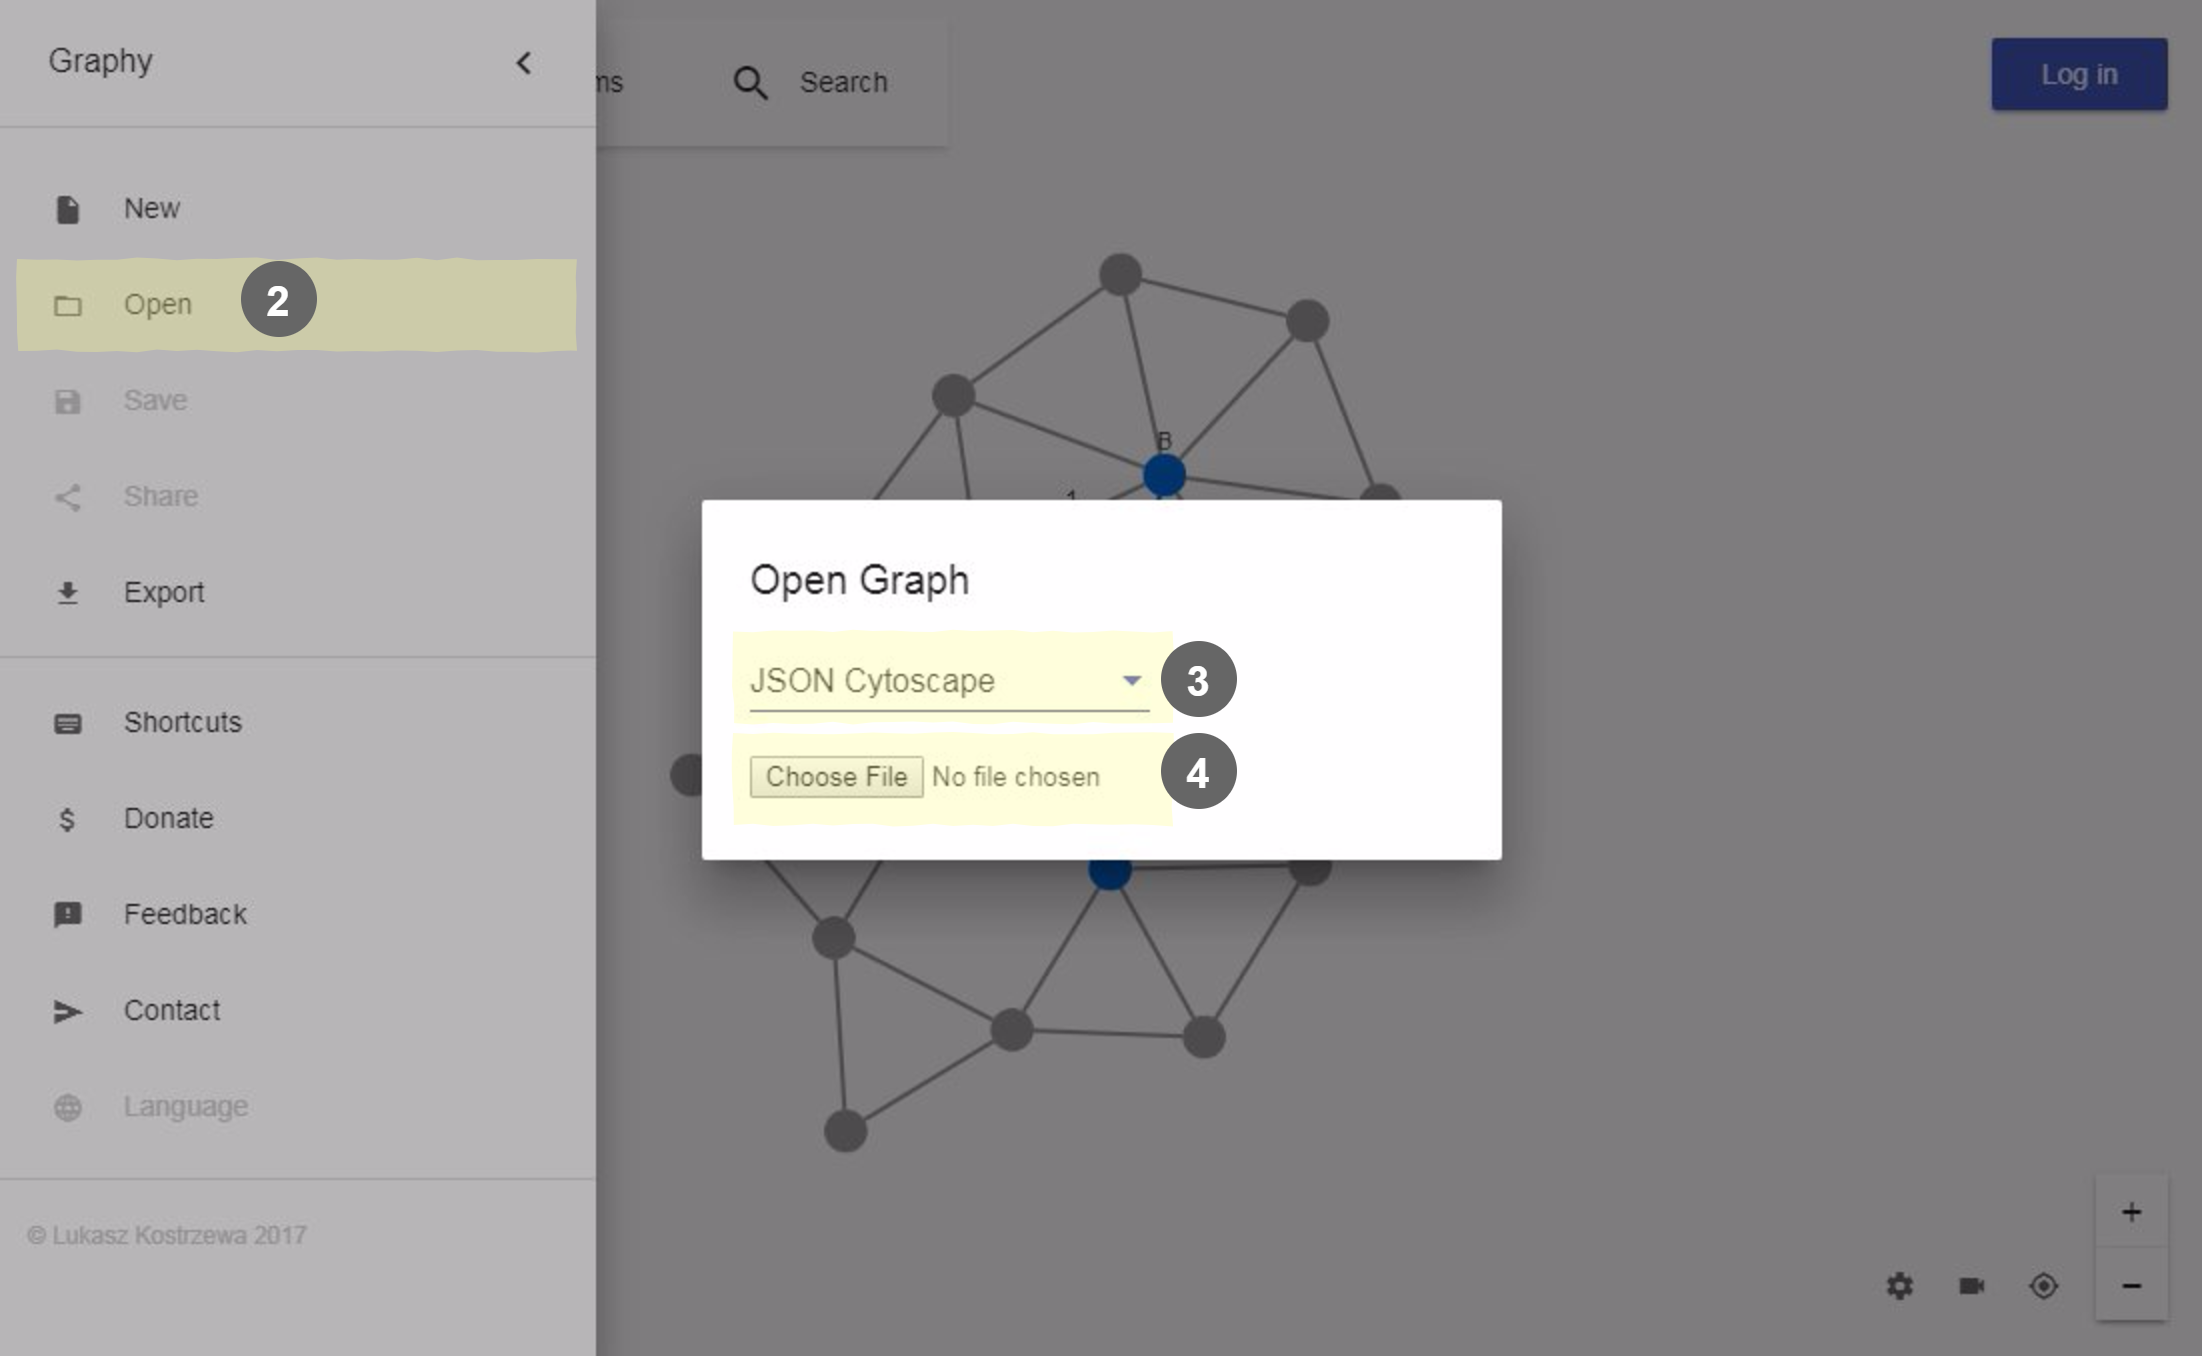 Graphy
ms
Search
Log in
New
Open
2
Save
Share
Export
Shortcuts
Donate
Feedback
Contact
Language
© Lukasz Kostrzewa 2017
B
1
Open Graph
JSON Cytoscape
3
Choose File No file chosen
4
+
−